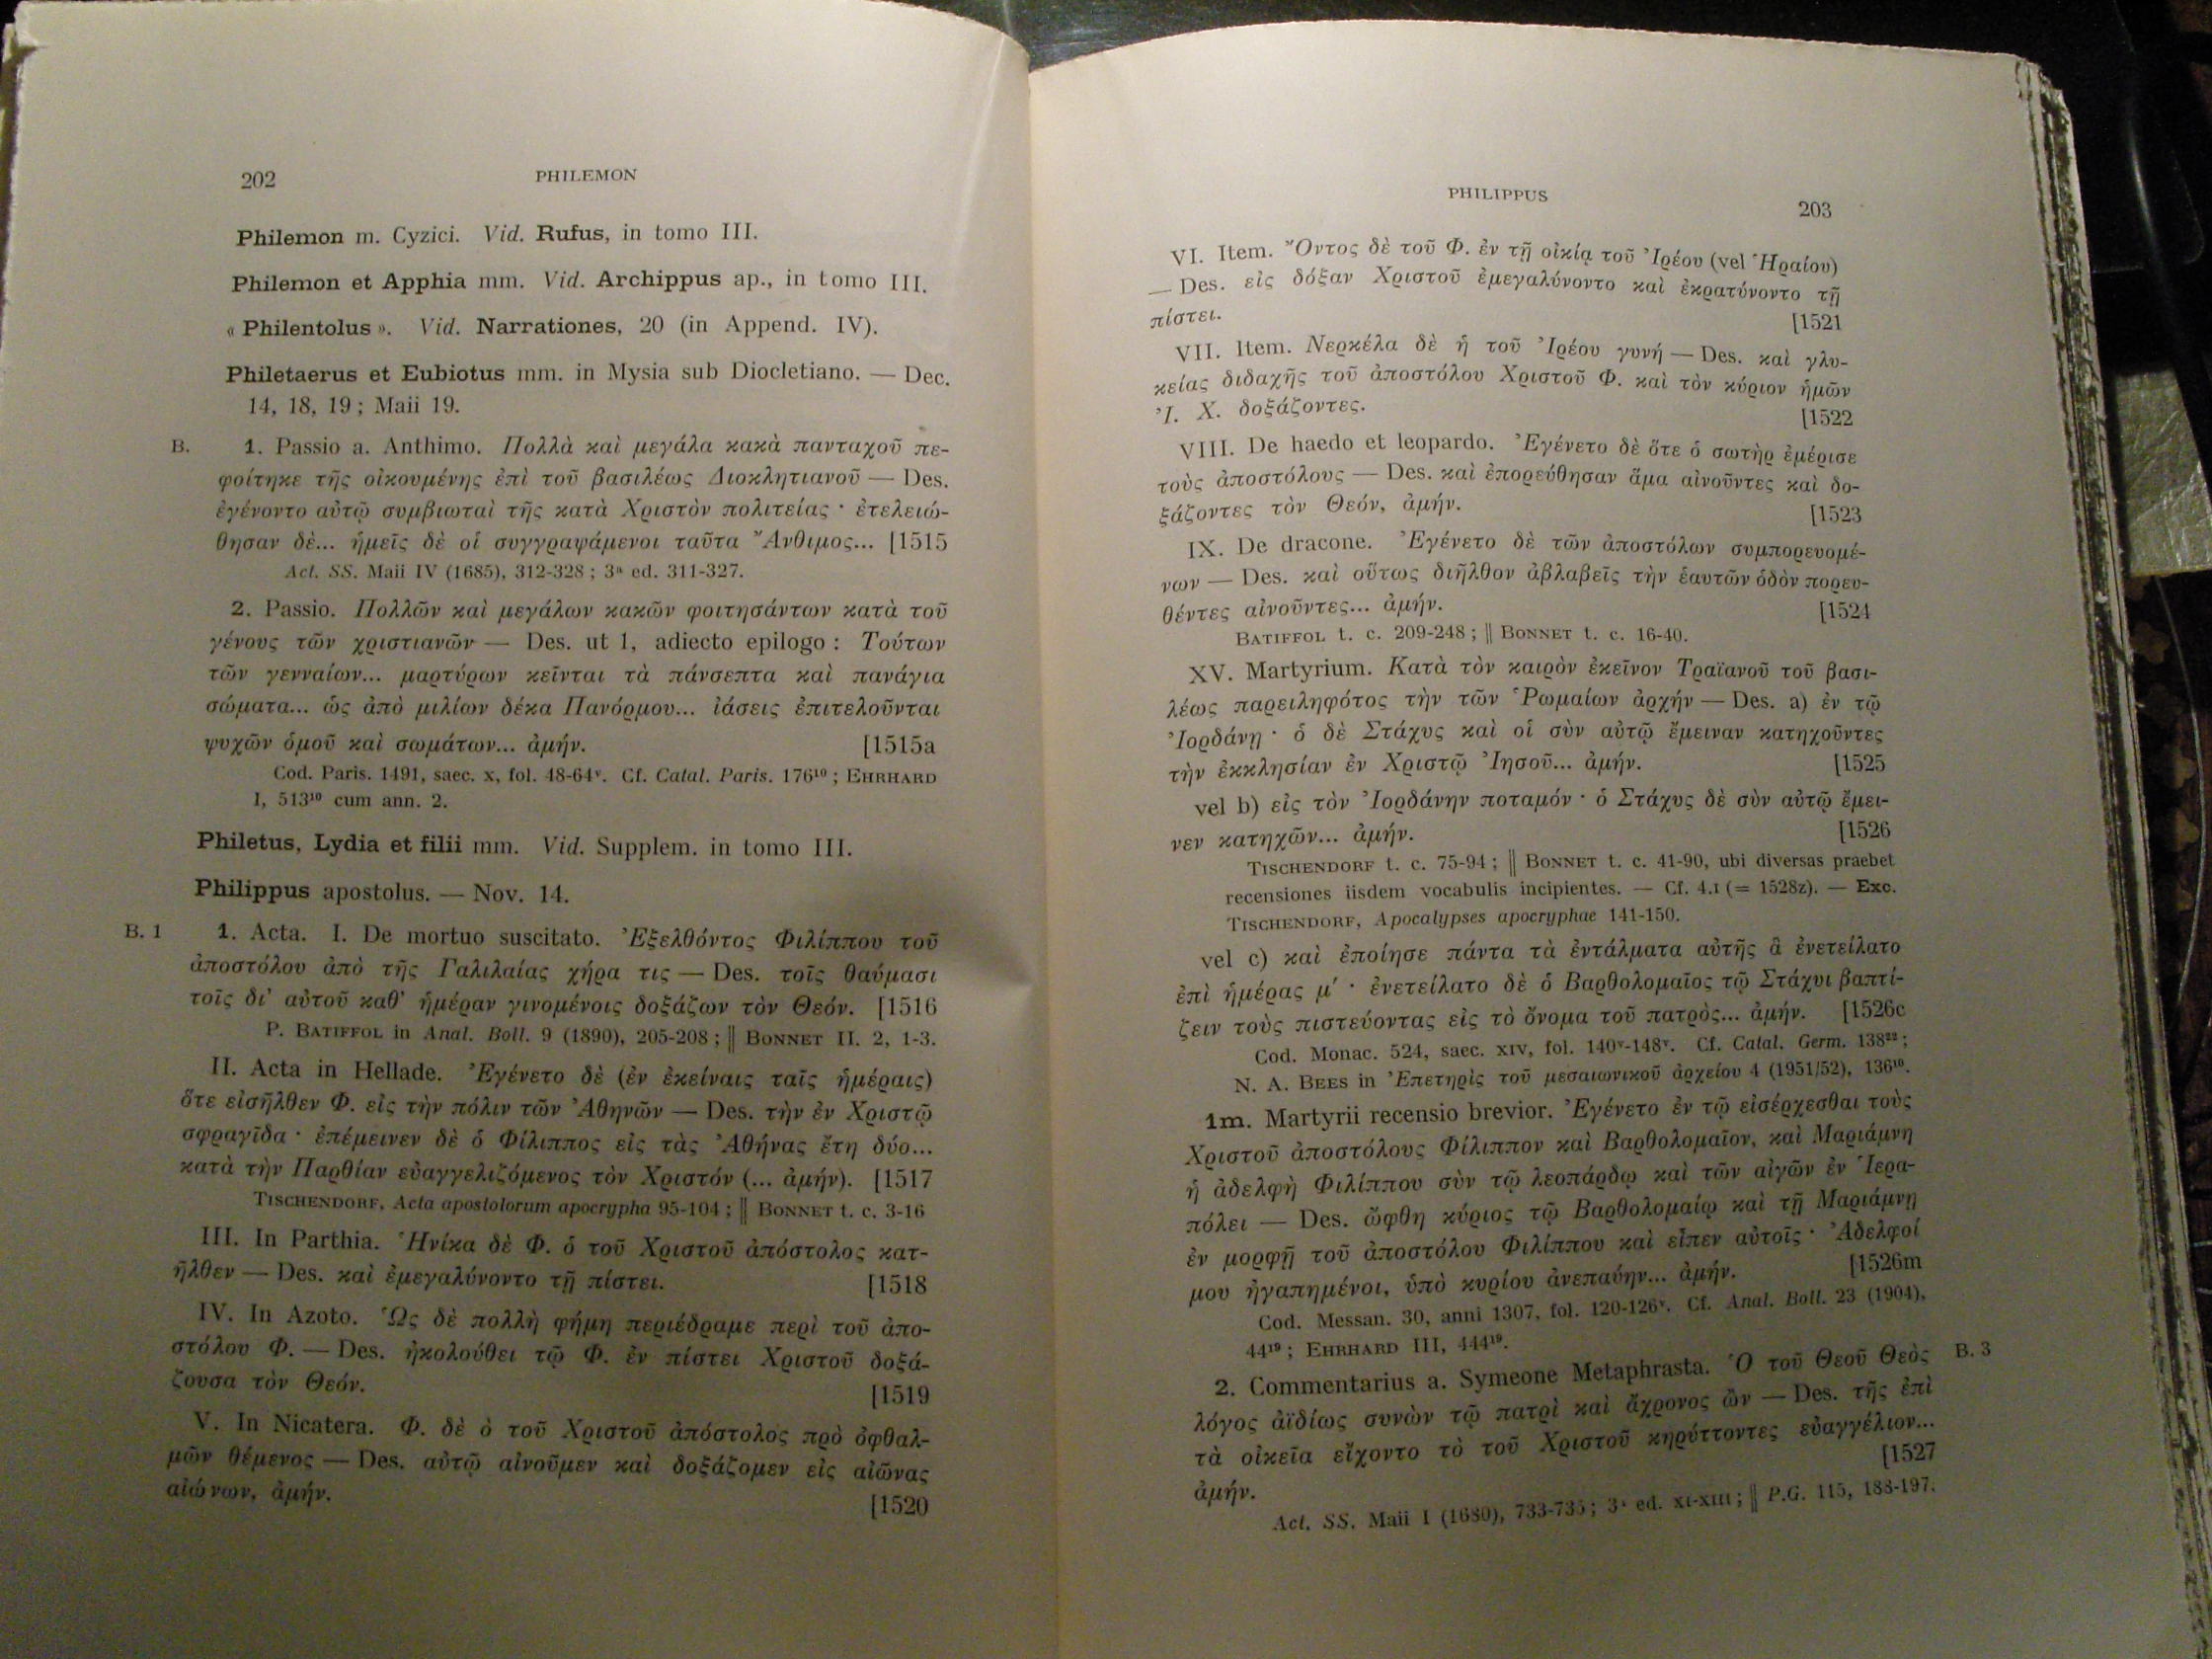 202
PHILEMON
Philemon m. Cyzici. Vid. Rufus, in tomo III.
Philemon et Apphia mm. Vid. Archippus ap., in tomo III.
« Philentolus ». Vid. Narrationes, 20 (in Append. IV).
Philetaerus et Eubiotus mm. in Mysia sub Diocletiano. — Dec.
14, 18, 19 ; Maii 19.
B. 1. Passio a. Anthimo. Πολλὰ καὶ μεγάλα κακὰ πανταχοῦ πε-
φοίτηκε τῆς οἰκουμένης ἐπὶ τοῦ βασιλέως Διοκλητιανοῦ — Des.
ἐγένοντο αὐτῷ συμβιωταὶ τῆς κατὰ Χριστὸν πολιτείας · ἐτελειώ-
θησαν δὲ... ἡμεῖς δὲ οἱ συγγραψάμενοι ταῦτα Ἄνθιμος... [1515
Act. SS. Maii IV (1685), 312-328 ; 3ª ed. 311-327.
2. Passio. Πολλῶν καὶ μεγάλων κακῶν φοιτησάντων κατὰ τοῦ
γένους τῶν χριστιανῶν — Des. ut 1, adiecto epilogo : Τούτων
τῶν γενναίων... μαρτύρων κεῖνται τὰ πάνσεπτα καὶ πανάγια
σώματα... ὡς ἀπὸ μιλίων δέκα Πανόρμου... ἰάσεις ἐπιτελοῦνται
ψυχῶν ὁμοῦ καὶ σωμάτων... ἀμήν. [1515a
Cod. Paris. 1491, saec. x, fol. 48-64ᵛ. Cf. Catal. Paris. 176¹⁰ ; EHRHARD
I, 513¹⁰ cum ann. 2.
Philetus, Lydia et filii mm. Vid. Supplem. in tomo III.
Philippus apostolus. — Nov. 14.
B. 1 1. Acta. I. De mortuo suscitato. Ἐξελθόντος Φιλίππου τοῦ
ἀποστόλου ἀπὸ τῆς Γαλιλαίας χήρα τις — Des. τοῖς θαύμασι
τοῖς δι' αὐτοῦ καθ' ἡμέραν γινομένοις δοξάζων τὸν Θεόν. [1516
P. BATIFFOL in Anal. Boll. 9 (1890), 205-208 ; || BONNET II. 2, 1-3.
II. Acta in Hellade. Ἐγένετο δὲ (ἐν ἐκείναις ταῖς ἡμέραις)
ὅτε εἰσῆλθεν Φ. εἰς τὴν πόλιν τῶν Ἀθηνῶν — Des. τὴν ἐν Χριστῷ
σφραγῖδα · ἐπέμεινεν δὲ ὁ Φίλιππος εἰς τὰς Ἀθήνας ἔτη δύο...
κατὰ τὴν Παρθίαν εὐαγγελιζόμενος τὸν Χριστόν (... ἀμήν). [1517
TISCHENDORF, Acta apostolorum apocrypha 95-104 ; || BONNET t. c. 3-16
III. In Parthia. Ἡνίκα δὲ Φ. ὁ τοῦ Χριστοῦ ἀπόστολος κατ-
ῆλθεν — Des. καὶ ἐμεγαλύνοντο τῇ πίστει. [1518
IV. In Azoto. Ὡς δὲ πολλὴ φήμη περιέδραμε περὶ τοῦ ἀπο-
στόλου Φ. — Des. ἠκολούθει τῷ Φ. ἐν πίστει Χριστοῦ δοξά-
ζουσα τὸν Θεόν. [1519
V. In Nicatera. Φ. δὲ ὁ τοῦ Χριστοῦ ἀπόστολος πρὸ ὀφθαλ-
μῶν θέμενος — Des. αὐτῷ αἰνοῦμεν καὶ δοξάζομεν εἰς αἰῶνας
αἰώνων, ἀμήν. [1520
PHILIPPUS
203
VI. Item. Ὄντος δὲ τοῦ Φ. ἐν τῇ οἰκίᾳ τοῦ Ἰρέου (vel Ἡραίου)
— Des. εἰς δόξαν Χριστοῦ ἐμεγαλύνοντο καὶ ἐκρατύνοντο τῇ
πίστει. [1521
VII. Item. Νερκέλα δὲ ἡ τοῦ Ἰρέου γυνή — Des. καὶ γλυ-
κείας διδαχῆς τοῦ ἀποστόλου Χριστοῦ Φ. καὶ τὸν κύριον ἡμῶν
Ἰ. Χ. δοξάζοντες. [1522
VIII. De haedo et leopardo. Ἐγένετο δὲ ὅτε ὁ σωτὴρ ἐμέρισε
τοὺς ἀποστόλους — Des. καὶ ἐπορεύθησαν ἅμα αἰνοῦντες καὶ δο-
ξάζοντες τὸν Θεόν, ἀμήν. [1523
IX. De dracone. Ἐγένετο δὲ τῶν ἀποστόλων συμπορευομέ-
νων — Des. καὶ οὕτως διῆλθον ἀβλαβεῖς τὴν ἑαυτῶν ὁδὸν πορευ-
θέντες αἰνοῦντες... ἀμήν. [1524
BATIFFOL t. c. 209-248 ; || BONNET t. c. 16-40.
XV. Martyrium. Κατὰ τὸν καιρὸν ἐκεῖνον Τραϊανοῦ τοῦ βασι-
λέως παρειληφότος τὴν τῶν Ῥωμαίων ἀρχήν — Des. a) ἐν τῷ
Ἰορδάνῃ · ὁ δὲ Στάχυς καὶ οἱ σὺν αὐτῷ ἔμειναν κατηχοῦντες
τὴν ἐκκλησίαν ἐν Χριστῷ Ἰησοῦ... ἀμήν. [1525
vel b) εἰς τὸν Ἰορδάνην ποταμόν · ὁ Στάχυς δὲ σὺν αὐτῷ ἔμει-
νεν κατηχῶν... ἀμήν. [1526
TISCHENDORF t. c. 75-94 ; || BONNET t. c. 41-90, ubi diversas praebet
recensiones iisdem vocabulis incipientes. — Cf. 4.I (= 1528z). — Exc.
TISCHENDORF, Apocalypses apocryphae 141-150.
vel c) καὶ ἐποίησε πάντα τὰ ἐντάλματα αὐτῆς ἃ ἐνετείλατο
ἐπὶ ἡμέρας μ´ · ἐνετείλατο δὲ ὁ Βαρθολομαῖος τῷ Στάχυι βαπτί-
ζειν τοὺς πιστεύοντας εἰς τὸ ὄνομα τοῦ πατρὸς... ἀμήν. [1526c
Cod. Monac. 524, saec. XIV, fol. 140ᵛ-148ᵛ. Cf. Catal. Germ. 138²² ;
N. A. BEES in Ἐπετηρὶς τοῦ μεσαιωνικοῦ ἀρχείου 4 (1951/52), 136¹⁰.
1m. Martyrii recensio brevior. Ἐγένετο ἐν τῷ εἰσέρχεσθαι τοὺς
Χριστοῦ ἀποστόλους Φίλιππον καὶ Βαρθολομαῖον, καὶ Μαριάμνη
ἡ ἀδελφὴ Φιλίππου σὺν τῷ λεοπάρδῳ καὶ τῶν αἰγῶν ἐν Ἱερα-
πόλει — Des. ὤφθη κύριος τῷ Βαρθολομαίῳ καὶ τῇ Μαριάμνῃ
ἐν μορφῇ τοῦ ἀποστόλου Φιλίππου καὶ εἶπεν αὐτοῖς · Ἀδελφοί
μου ἠγαπημένοι, ὑπὸ κυρίου ἀνεπαύην... ἀμήν. [1526m
Cod. Messan. 30, anni 1307, fol. 120-126ᵛ. Cf. Anal. Boll. 23 (1904),
44¹⁹ ; EHRHARD III, 444¹⁹.
2. Commentarius a. Symeone Metaphrasta. Ὁ τοῦ Θεοῦ Θεὸς B. 3
λόγος ἀϊδίως συνὼν τῷ πατρὶ καὶ ἄχρονος ὢν — Des. τῆς ἐπὶ
τὰ οἰκεῖα εἴχοντο τὸ τοῦ Χριστοῦ κηρύττοντες εὐαγγέλιον...
ἀμήν. [1527
Act. SS. Maii I (1680), 733-735 ; 3ª ed. XI-XIII ; || P.G. 115, 188-197.